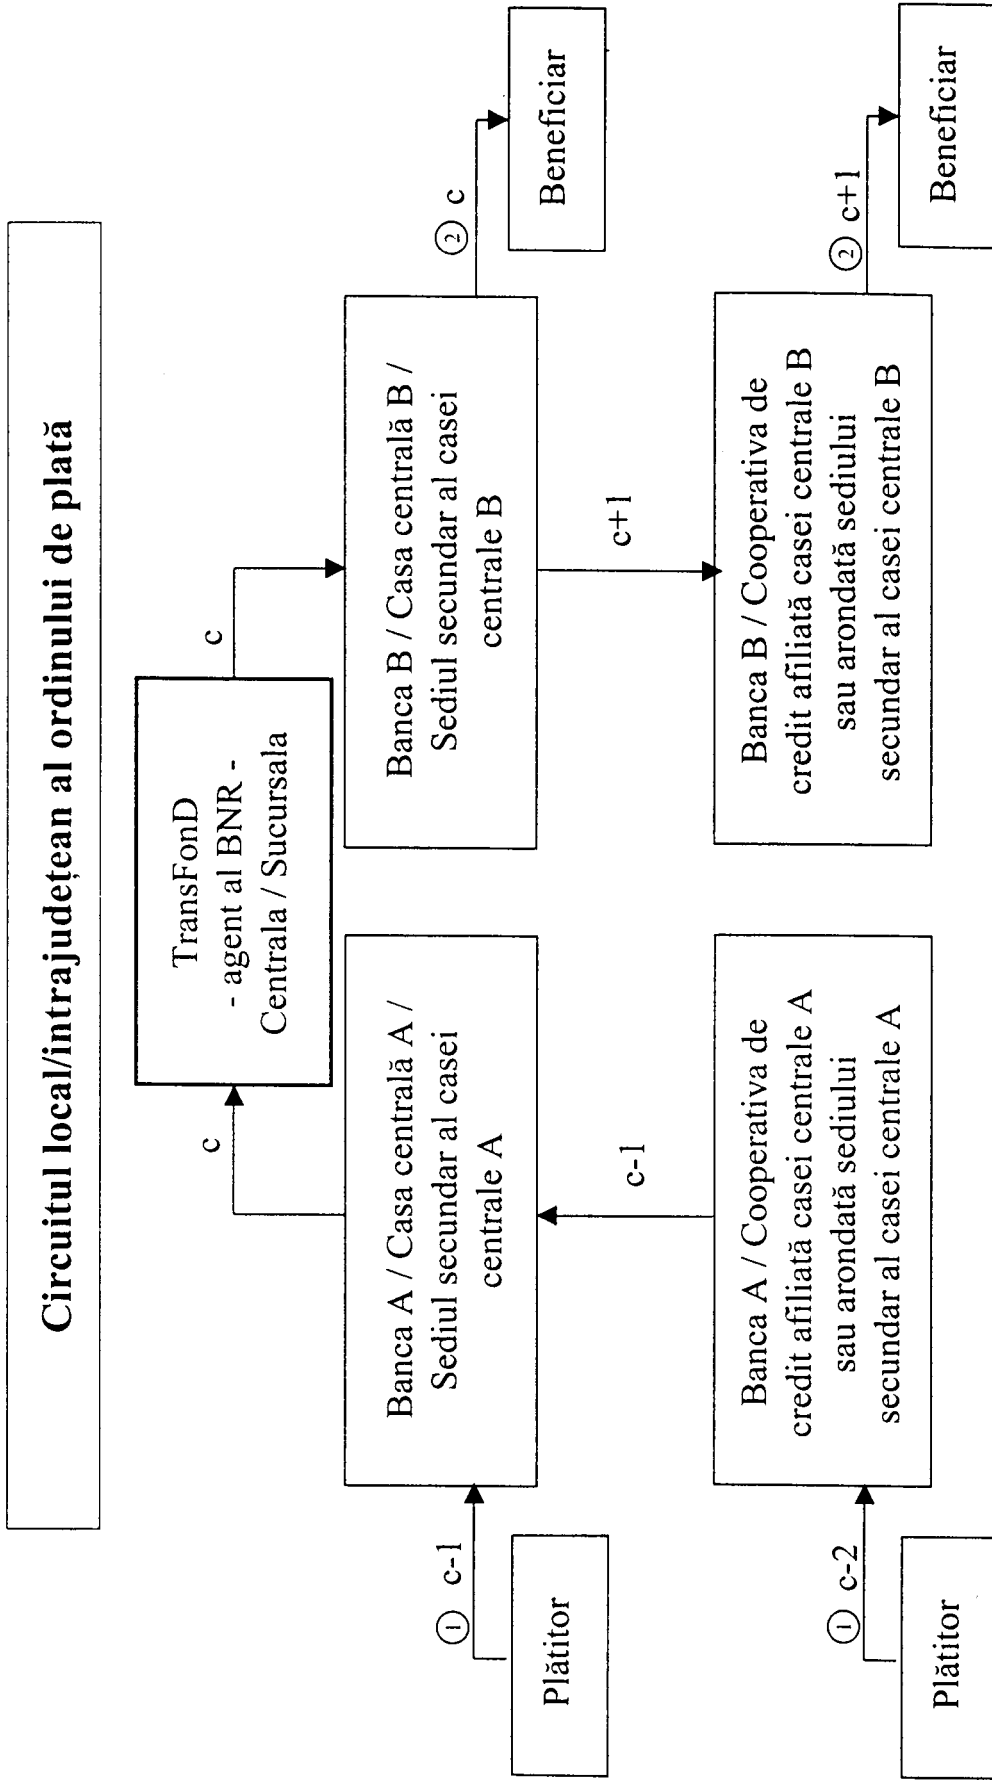 Circuitul local/intrajudețean al ordinului de plată
TransFonD
- agent al BNR -
Centrala / Sucursala
c
c
Banca A / Casa centrală A /
Sediul secundar al casei
centrale A
Banca B / Casa centrală B /
Sediul secundar al casei
centrale B
1 c-1
2 c
Plătitor
Beneficiar
c-1
c+1
Banca A / Cooperativa de
credit afiliată casei centrale A
sau arondată sediului
secundar al casei centrale A
Banca B / Cooperativa de
credit afiliată casei centrale B
sau arondată sediului
secundar al casei centrale B
1 c-2
2 c+1
Plătitor
Beneficiar